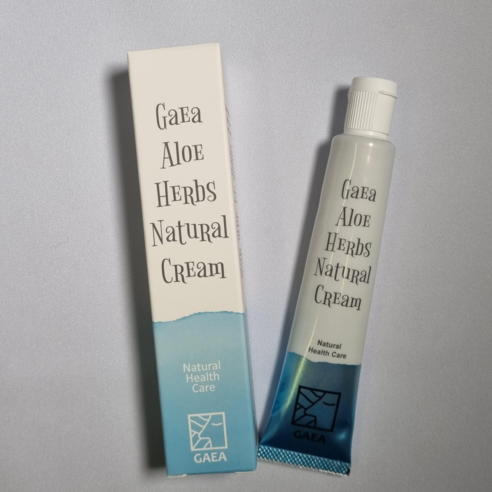 Gaea
Aloe
Herbs
Natural
Cream
Natural
Health
Care
GAEA
Gaea
Aloe
Herbs
Natural
Cream
Natural
Health Care
GAEA